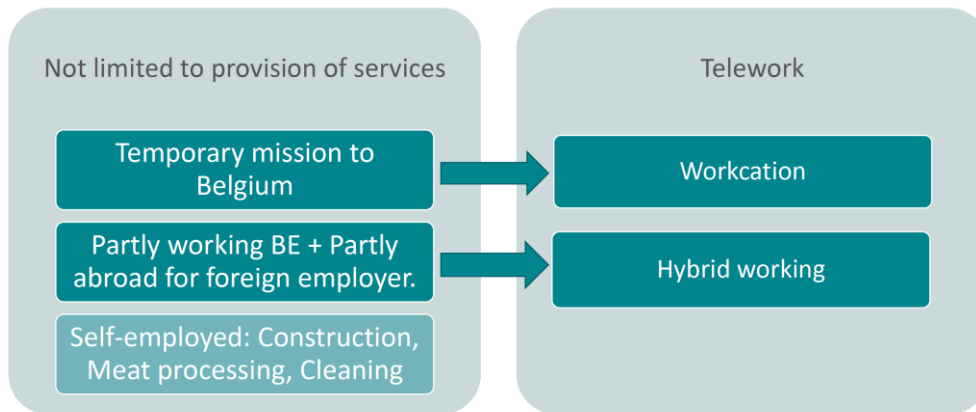 Not limited to provision of services
Temporary mission to
Belgium
Partly working BE + Partly
abroad for foreign employer.
Self-employed: Construction,
Meat processing, Cleaning
Telework
Workcation
Hybrid working